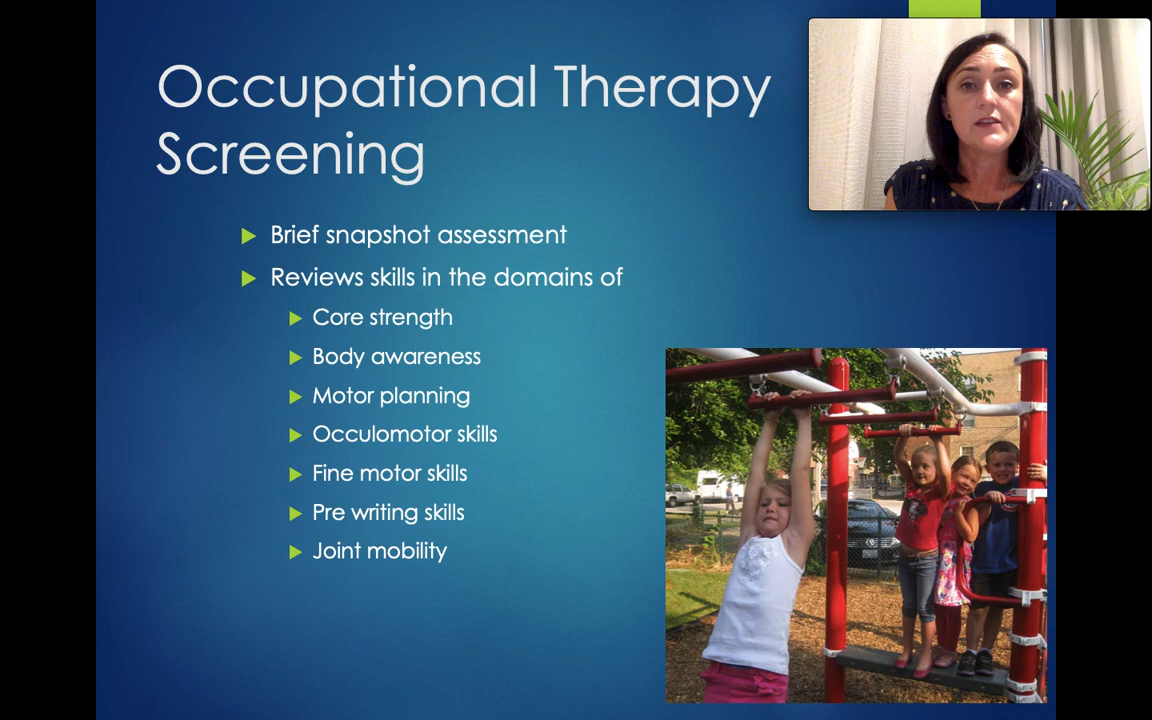 Occupational Therapy
Screening
Brief snapshot assessment
Reviews skills in the domains of
Core strength
Body awareness
Motor planning
Occulomotor skills
Fine motor skills
Pre writing skills
Joint mobility